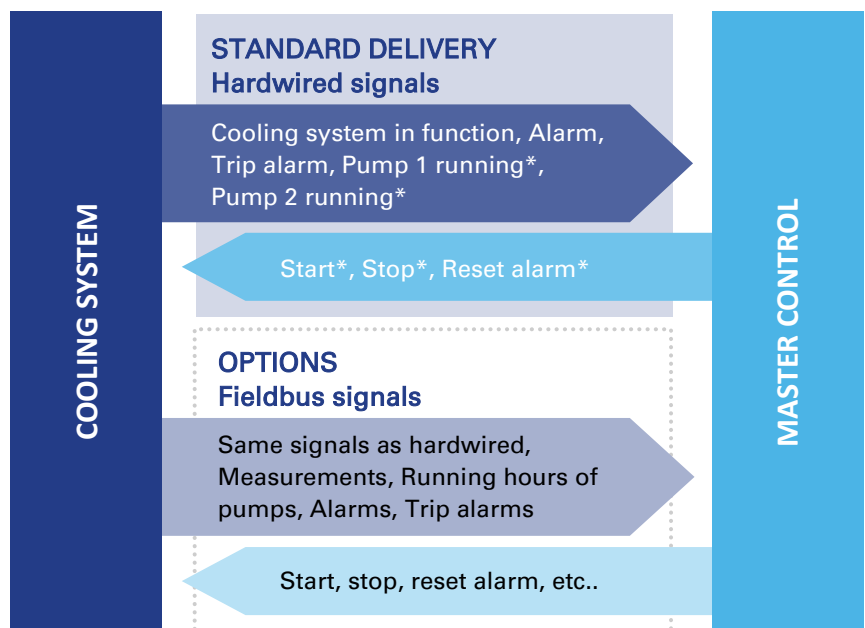 COOLING SYSTEM
STANDARD DELIVERY
Hardwired signals
Cooling system in function, Alarm,
Trip alarm, Pump 1 running*,
Pump 2 running*
Start*, Stop*, Reset alarm*
OPTIONS
Fieldbus signals
Same signals as hardwired,
Measurements, Running hours of
pumps, Alarms, Trip alarms
Start, stop, reset alarm, etc..
MASTER CONTROL